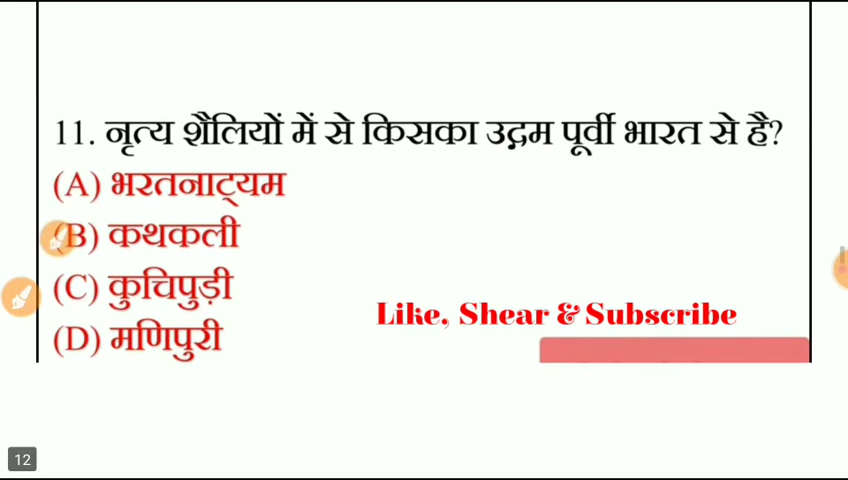 11. नृत्य शैलियों में से किसका उद्गम पूर्वी भारत से है?
(A) भरतनाट्यम
(B) कथकली
(C) कुचिपुड़ी
(D) मणिपुरी
Like, Shear & Subscribe
12